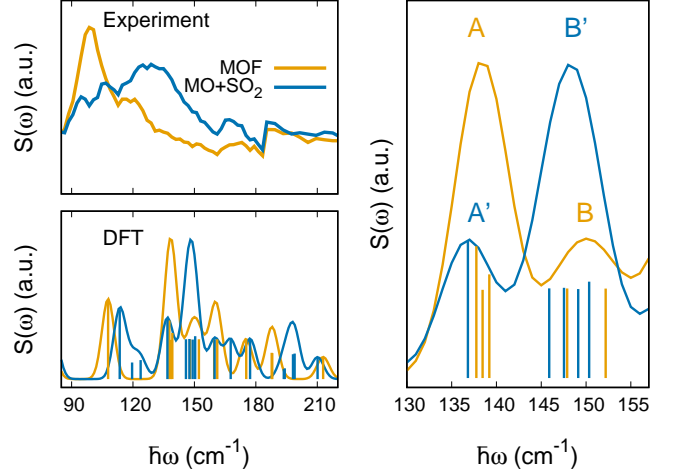 Experiment
MOF
MO+SO₂
S(ω) (a.u.)
DFT
S(ω) (a.u.)
90 120 150 180 210
ℏω (cm⁻¹)
A B’
A’ B
S(ω) (a.u.)
130 135 140 145 150 155
ℏω (cm⁻¹)